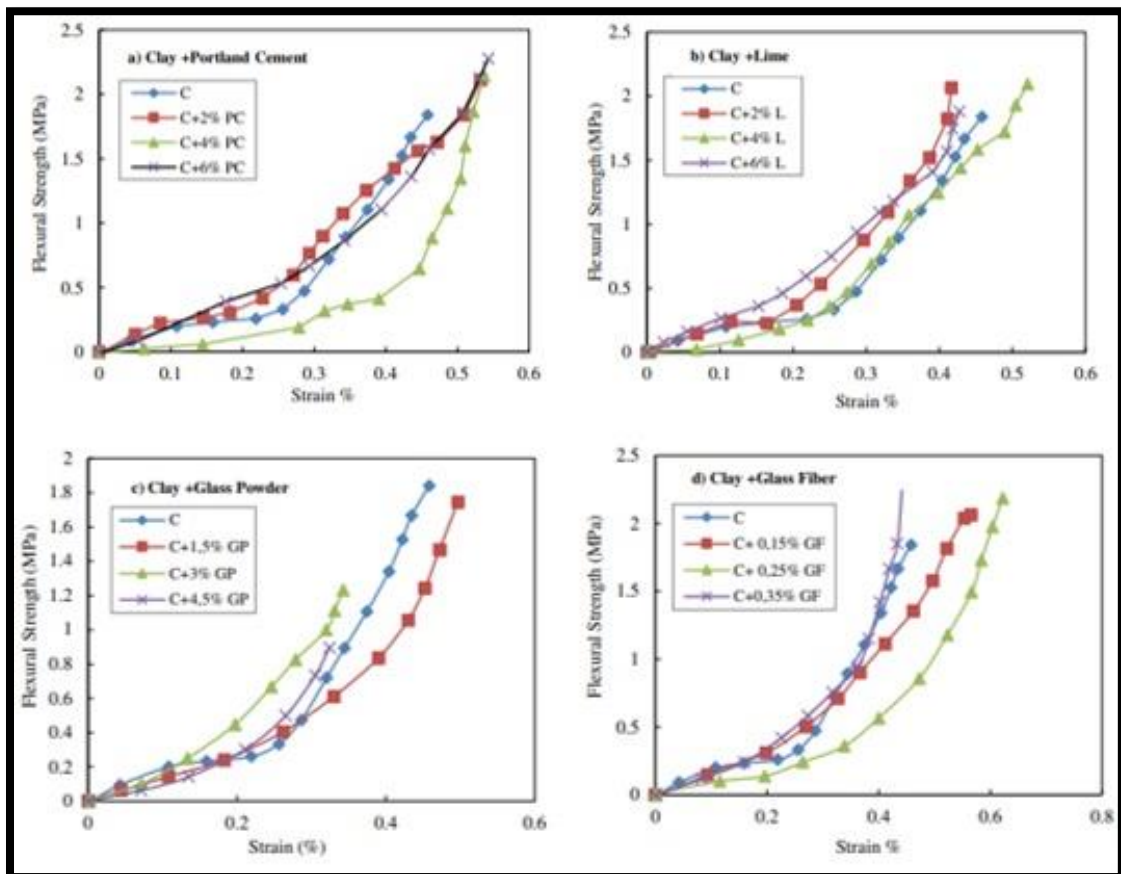 a) Clay +Portland Cement
C
C+2% PC
C+4% PC
C+6% PC
Flexural Strength (MPa)
2.5
2
1.5
1
0.5
0
0 0.1 0.2 0.3 0.4 0.5 0.6
Strain %
b) Clay +Lime
C
C+2% L
C+4% L
C+6% L
Flexural Strength (MPa)
2.5
2
1.5
1
0.5
0
0 0.1 0.2 0.3 0.4 0.5 0.6
Strain %
c) Clay +Glass Powder
C
C+1,5% GP
C+3% GP
C+4,5% GP
Flexural Strength (MPa)
2
1.8
1.6
1.4
1.2
1
0.8
0.6
0.4
0.2
0
0 0.2 0.4 0.6
Strain (%)
d) Clay +Glass Fiber
C
C+ 0,15% GF
C+ 0,25% GF
C+0,35% GF
Flexural Strength (MPa)
2.5
2
1.5
1
0.5
0
0 0.2 0.4 0.6 0.8
Strain %